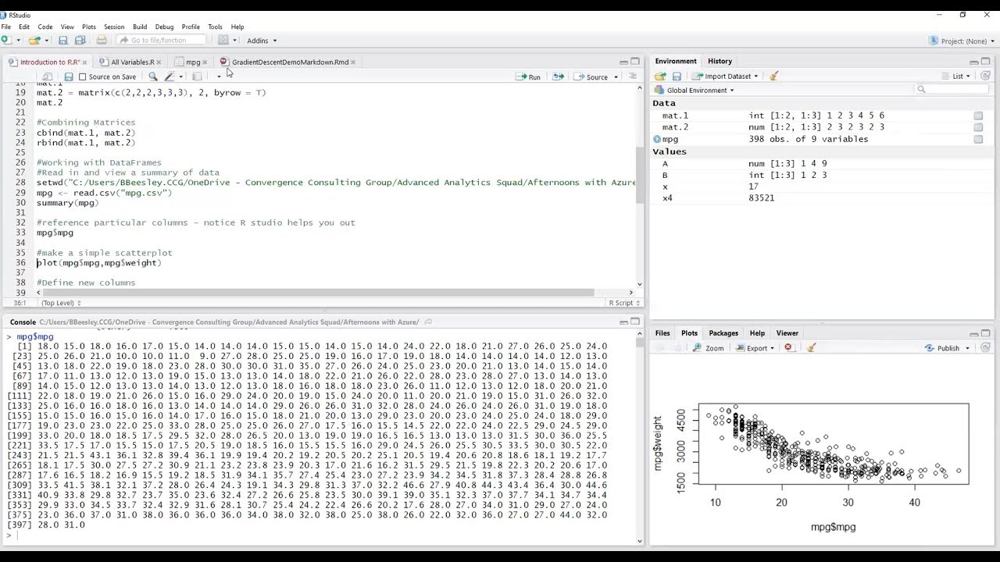 RStudio
File Edit Code View Plots Session Build Debug Profile Tools Help
Go to file/function Addins Project: (None)
Introduction to R.R* All Variables.R mpg GradientDescentDemoMarkdown.Rmd
Source on Save Run Source
mat.1
19 mat.2 = matrix(c(2,2,2,3,3,3), 2, byrow = T)
20 mat.2
21
22 #Combining Matrices
23 cbind(mat.1, mat.2)
24 rbind(mat.1, mat.2)
25
26 #Working with DataFrames
27 #Read in and view a summary of data
28 setwd("C:/Users/BBeesley.CCG/OneDrive - Convergence Consulting Group/Advanced Analytics Squad/Afternoons with Azure
29 mpg <- read.csv("mpg.csv")
30 summary(mpg)
31
32 #reference particular columns - notice R studio helps you out
33 mpg$mpg
34
35 #make a simple scatterplot
36 plot(mpg$mpg,mpg$weight)
37
38 #Define new columns
39
36:1 (Top Level) R Script
Console C:/Users/BBeesley.CCG/OneDrive - Convergence Consulting Group/Advanced Analytics Squad/Afternoons with Azure/
> mpg$mpg
[1] 18.0 15.0 18.0 16.0 17.0 15.0 14.0 14.0 14.0 15.0 15.0 14.0 15.0 14.0 24.0 22.0 18.0 21.0 27.0 26.0 25.0 24.0
[23] 25.0 26.0 21.0 10.0 10.0 11.0 9.0 27.0 28.0 25.0 25.0 19.0 16.0 17.0 19.0 18.0 14.0 14.0 14.0 14.0 12.0 13.0
[45] 13.0 18.0 22.0 19.0 18.0 23.0 28.0 30.0 30.0 31.0 35.0 27.0 26.0 24.0 25.0 23.0 20.0 21.0 13.0 14.0 15.0 14.0
[67] 17.0 11.0 13.0 12.0 13.0 19.0 15.0 13.0 13.0 14.0 18.0 22.0 21.0 26.0 22.0 28.0 23.0 28.0 27.0 13.0 14.0 13.0
[89] 14.0 15.0 12.0 13.0 13.0 14.0 13.0 12.0 13.0 18.0 16.0 18.0 18.0 23.0 26.0 11.0 12.0 13.0 12.0 18.0 20.0 21.0
[111] 22.0 18.0 19.0 21.0 26.0 15.0 16.0 29.0 24.0 20.0 19.0 15.0 24.0 20.0 11.0 20.0 21.0 19.0 15.0 31.0 26.0 32.0
[133] 25.0 16.0 16.0 18.0 16.0 13.0 14.0 14.0 14.0 29.0 26.0 26.0 31.0 32.0 28.0 24.0 26.0 24.0 26.0 31.0 19.0 18.0
[155] 15.0 15.0 16.0 15.0 16.0 14.0 17.0 16.0 15.0 18.0 21.0 20.0 13.0 29.0 23.0 20.0 23.0 24.0 25.0 24.0 18.0 29.0
[177] 19.0 23.0 23.0 22.0 25.0 33.0 28.0 25.0 25.0 26.0 27.0 17.5 16.0 15.5 14.5 22.0 22.0 24.0 22.5 29.0 24.5 29.0
[199] 33.0 20.0 18.0 18.5 17.5 29.5 32.0 28.0 26.5 20.0 13.0 19.0 19.0 16.5 16.5 13.0 13.0 13.0 31.5 30.0 36.0 25.5
[221] 33.5 17.5 17.0 15.5 15.0 17.5 20.5 19.0 18.5 16.0 15.5 15.5 16.0 29.0 24.5 26.0 25.5 30.5 33.5 30.0 30.5 22.0
[243] 21.5 21.5 43.1 36.1 32.8 39.4 36.1 19.9 19.4 20.2 19.2 20.5 20.2 25.1 20.5 19.4 20.6 20.8 18.6 18.1 19.2 17.7
[265] 18.1 17.5 30.0 27.5 27.2 30.9 21.1 23.2 23.8 23.9 20.3 17.0 21.6 16.2 31.5 29.5 21.5 19.8 22.3 20.2 20.6 17.0
[287] 17.6 16.5 18.2 16.9 15.5 19.2 18.5 31.9 34.1 35.7 27.4 25.4 23.0 27.2 23.9 34.2 34.5 31.8 37.3 28.4 28.8 26.8
[309] 33.5 41.5 38.1 32.1 37.2 28.0 26.4 24.3 19.1 34.3 29.8 31.3 37.0 32.2 46.6 27.9 40.8 44.3 43.4 36.4 30.0 44.6
[331] 40.9 33.8 29.8 32.7 23.7 35.0 23.6 32.4 27.2 26.6 25.8 23.5 30.0 39.1 39.0 35.1 32.3 37.0 37.7 34.1 34.7 34.4
[353] 29.9 33.0 34.5 33.7 32.4 32.9 31.6 28.1 30.7 25.4 24.2 22.4 26.6 20.2 17.6 28.0 27.0 34.0 31.0 29.0 27.0 24.0
[375] 23.0 36.0 37.0 31.0 38.0 36.0 36.0 36.0 34.0 38.0 32.0 38.0 25.0 38.0 26.0 22.0 32.0 36.0 27.0 27.0 44.0 32.0
[397] 28.0 31.0
>
Environment History
Import Dataset List
Global Environment
Data
mat.1 int [1:2, 1:3] 1 2 3 4 5 6
mat.2 num [1:2, 1:3] 2 3 2 3 2 3
mpg 398 obs. of 9 variables
Values
A num [1:3] 1 4 9
B int [1:3] 1 2 3
x 17
x4 83521
Files Plots Packages Help Viewer
Zoom Export Publish
mpg$weight
1500 3000 4500
10 20 30 40
mpg$mpg